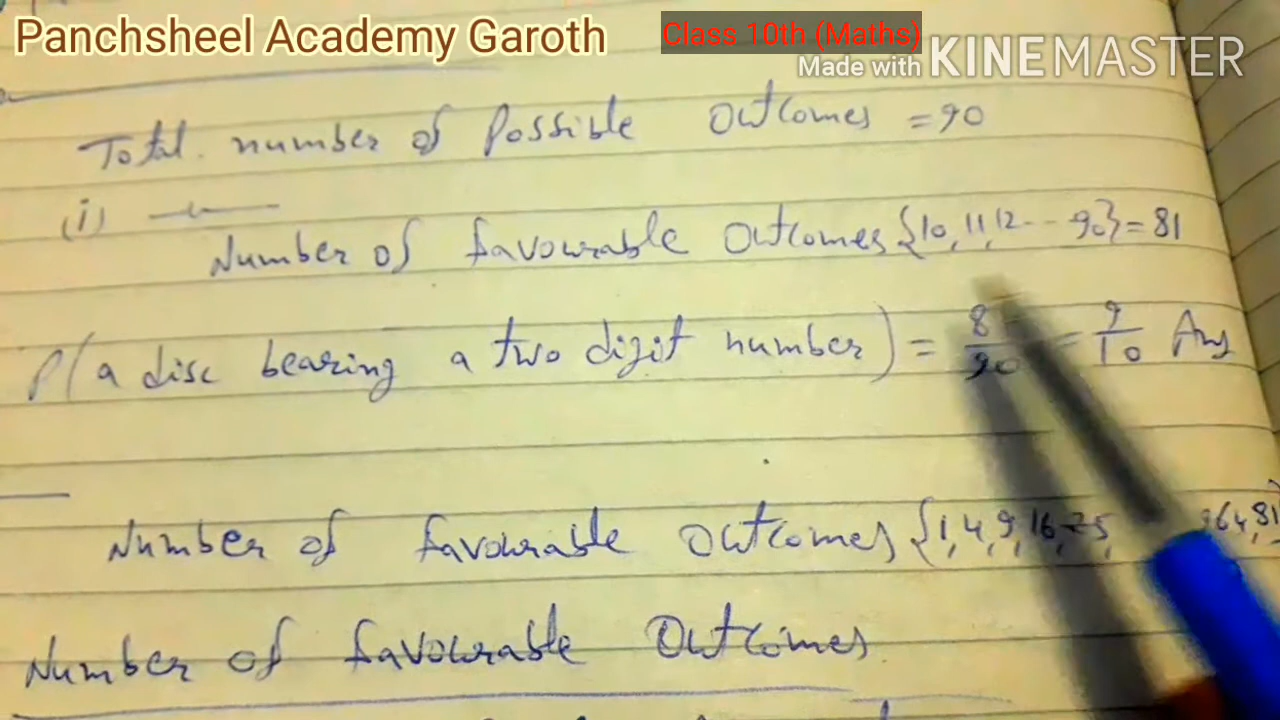 Panchsheel Academy Garoth
Class 10th (Maths)
Made with KINEMASTER
Total number of Possible Outcomes = 90
(i)
Number of favourable Outcomes {10, 11, 12 -- 90} = 81
P(a disc bearing a two digit number) = 8 / 90 = 9/10 Ans
Number of favourable Outcomes {1, 4, 9, 16, 25, 64, 81}
Number of favourable Outcomes